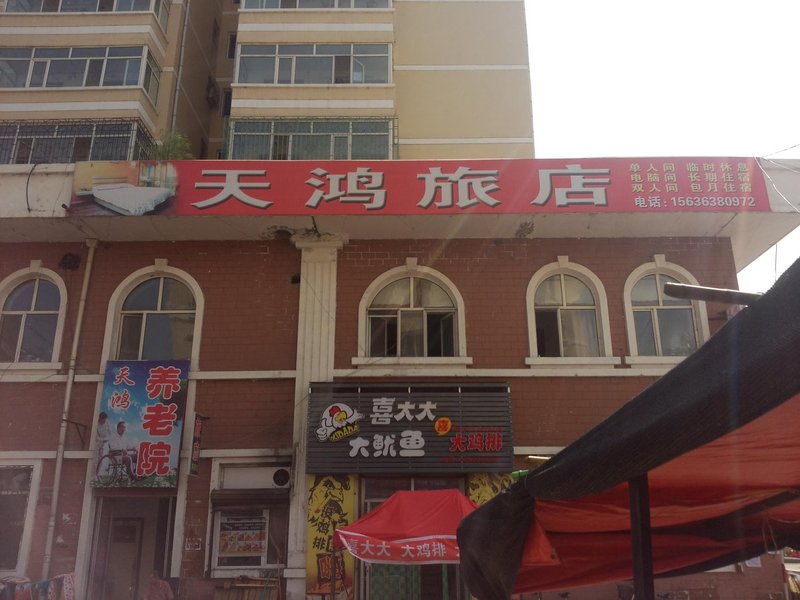 天鸿旅店
单人间 临时休息
电脑间 长期住宿
双人间 包月住宿
电话:15636380972
天鸿
养老院
喜大大
大鱿鱼
大鸡排
XIDADA
喜大大 大鸡排